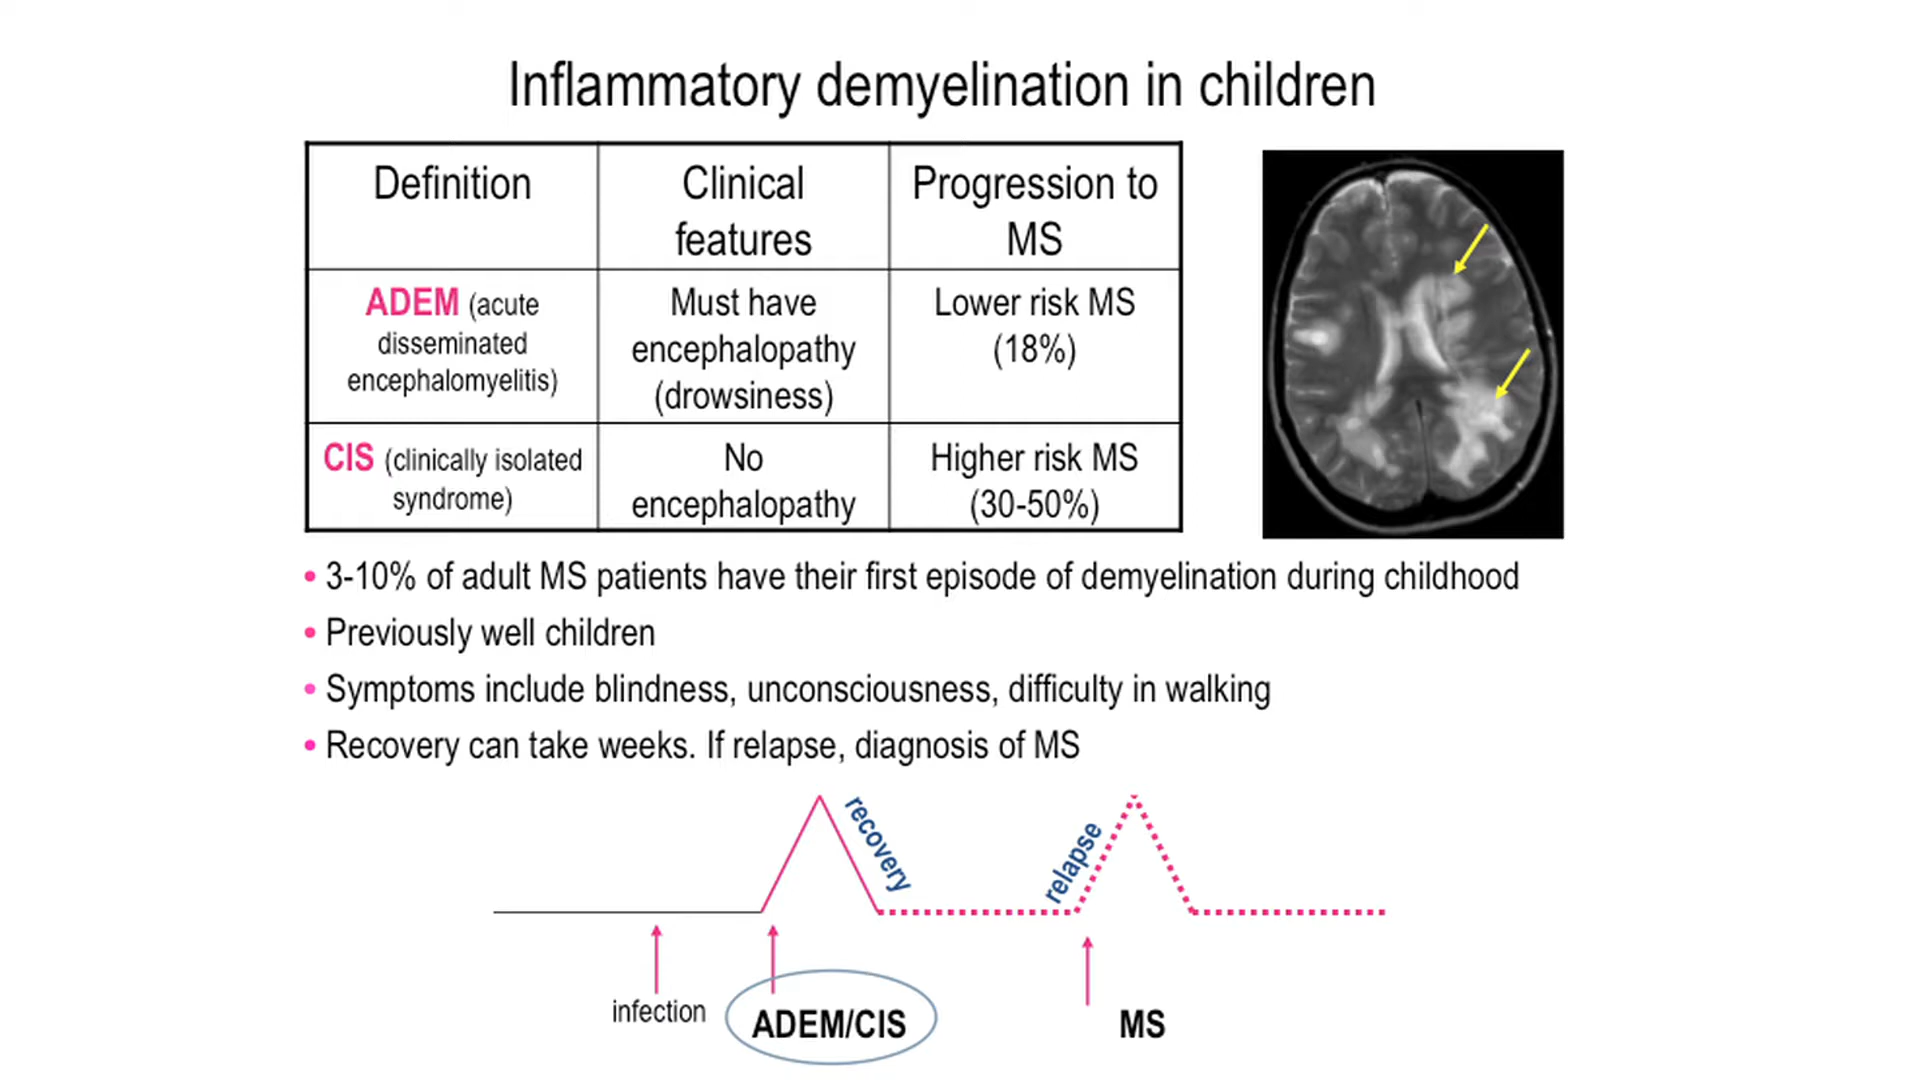 Inflammatory demyelination in children
Definition
Clinical
features
Progression to
MS
ADEM (acute
disseminated
encephalomyelitis)
Must have
encephalopathy
(drowsiness)
Lower risk MS
(18%)
CIS (clinically isolated
syndrome)
No
encephalopathy
Higher risk MS
(30-50%)
• 3-10% of adult MS patients have their first episode of demyelination during childhood
• Previously well children
• Symptoms include blindness, unconsciousness, difficulty in walking
• Recovery can take weeks. If relapse, diagnosis of MS
recovery
relapse
infection
ADEM/CIS
MS